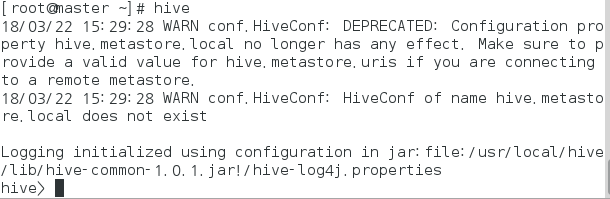 [root@master ~]# hive
18/03/22 15:29:28 WARN conf.HiveConf: DEPRECATED: Configuration pro
perty hive.metastore.local no longer has any effect. Make sure to p
rovide a valid value for hive.metastore.uris if you are connecting
to a remote metastore.
18/03/22 15:29:28 WARN conf.HiveConf: HiveConf of name hive.metasto
re.local does not exist

Logging initialized using configuration in jar:file:/usr/local/hive
/lib/hive-common-1.0.1.jar!/hive-log4j.properties
hive>